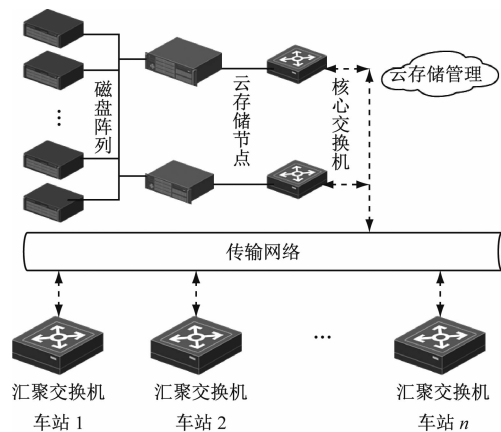 磁盘阵列
云存储节点
核心交换机
云存储管理
⋮
传输网络
…
汇聚交换机
车站 1
汇聚交换机
车站 2
汇聚交换机
车站 n